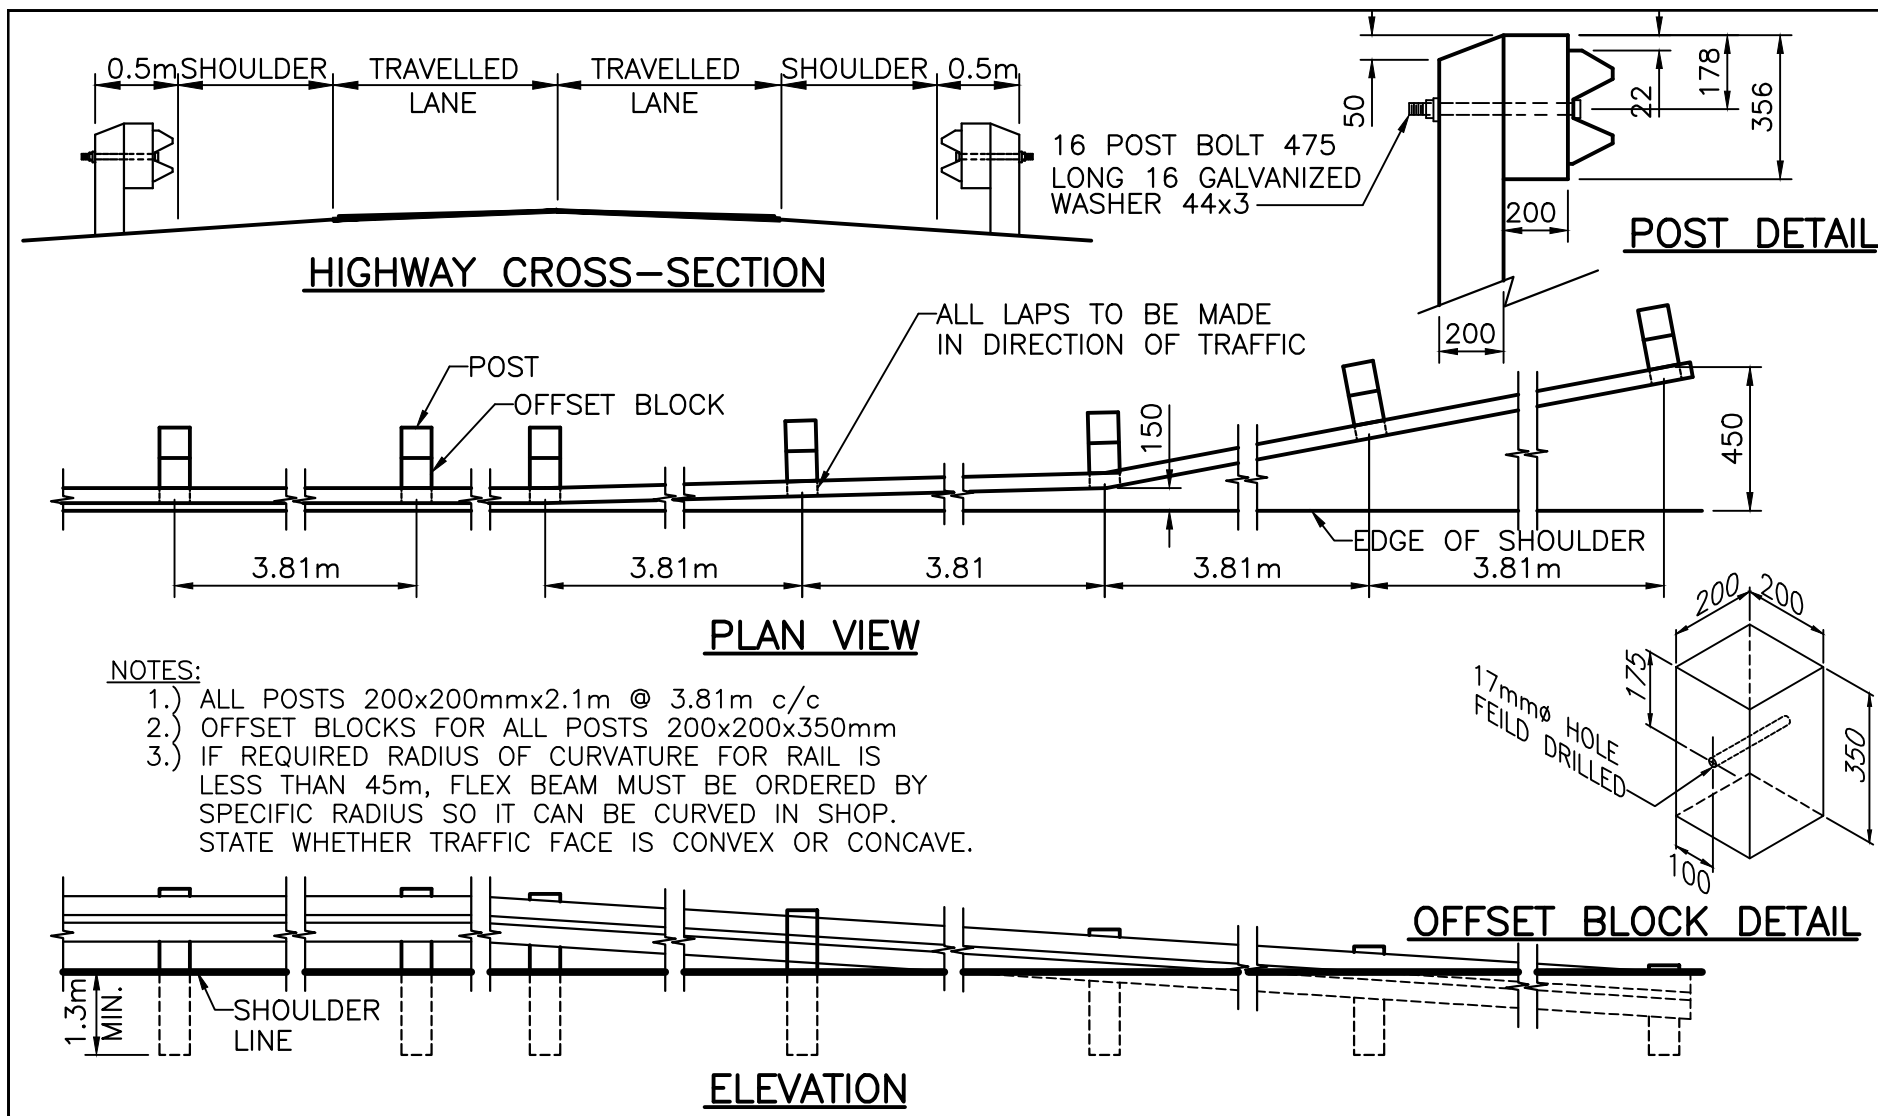 0.5m SHOULDER TRAVELLED LANE TRAVELLED LANE SHOULDER 0.5m
HIGHWAY CROSS-SECTION
50
22
178
356
16 POST BOLT 475
LONG 16 GALVANIZED
WASHER 44x3
200
200
POST DETAIL
ALL LAPS TO BE MADE
IN DIRECTION OF TRAFFIC
POST
OFFSET BLOCK
150
450
EDGE OF SHOULDER
3.81m 3.81m 3.81 3.81m 3.81m
PLAN VIEW
NOTES:
1.) ALL POSTS 200x200mmx2.1m @ 3.81m c/c
2.) OFFSET BLOCKS FOR ALL POSTS 200x200x350mm
3.) IF REQUIRED RADIUS OF CURVATURE FOR RAIL IS
LESS THAN 45m, FLEX BEAM MUST BE ORDERED BY
SPECIFIC RADIUS SO IT CAN BE CURVED IN SHOP.
STATE WHETHER TRAFFIC FACE IS CONVEX OR CONCAVE.
200 200
175
17mmø HOLE
FEILD DRILLED
350
100
OFFSET BLOCK DETAIL
1.3m
MIN.
SHOULDER
LINE
ELEVATION